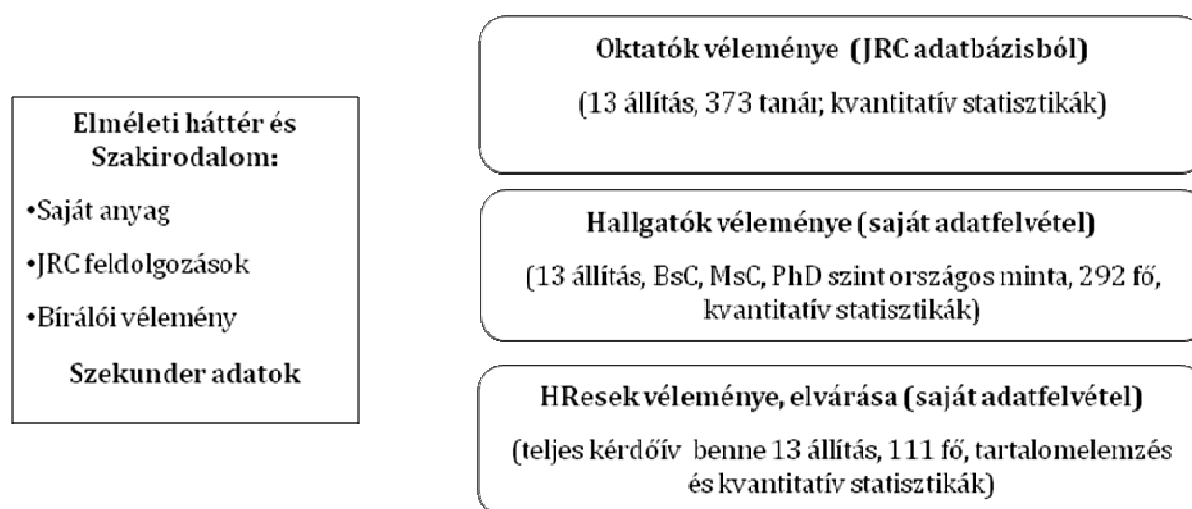 Elméleti háttér és
Szakirodalom:
•Saját anyag
•JRC feldolgozások
•Bírálói vélemény
Szekunder adatok
Oktatók véleménye (JRC adatbázisból)
(13 állítás, 373 tanár, kvantitatív statisztikák)
Hallgatók véleménye (saját adatfelvétel)
(13 állítás, BsC, MsC, PhD szint országos minta, 292 fő,
kvantitatív statisztikák)
HResek véleménye, elvárása (saját adatfelvétel)
(teljes kérdőív benne 13 állítás, 111 fő, tartalomelemzés
és kvantitatív statisztikák)